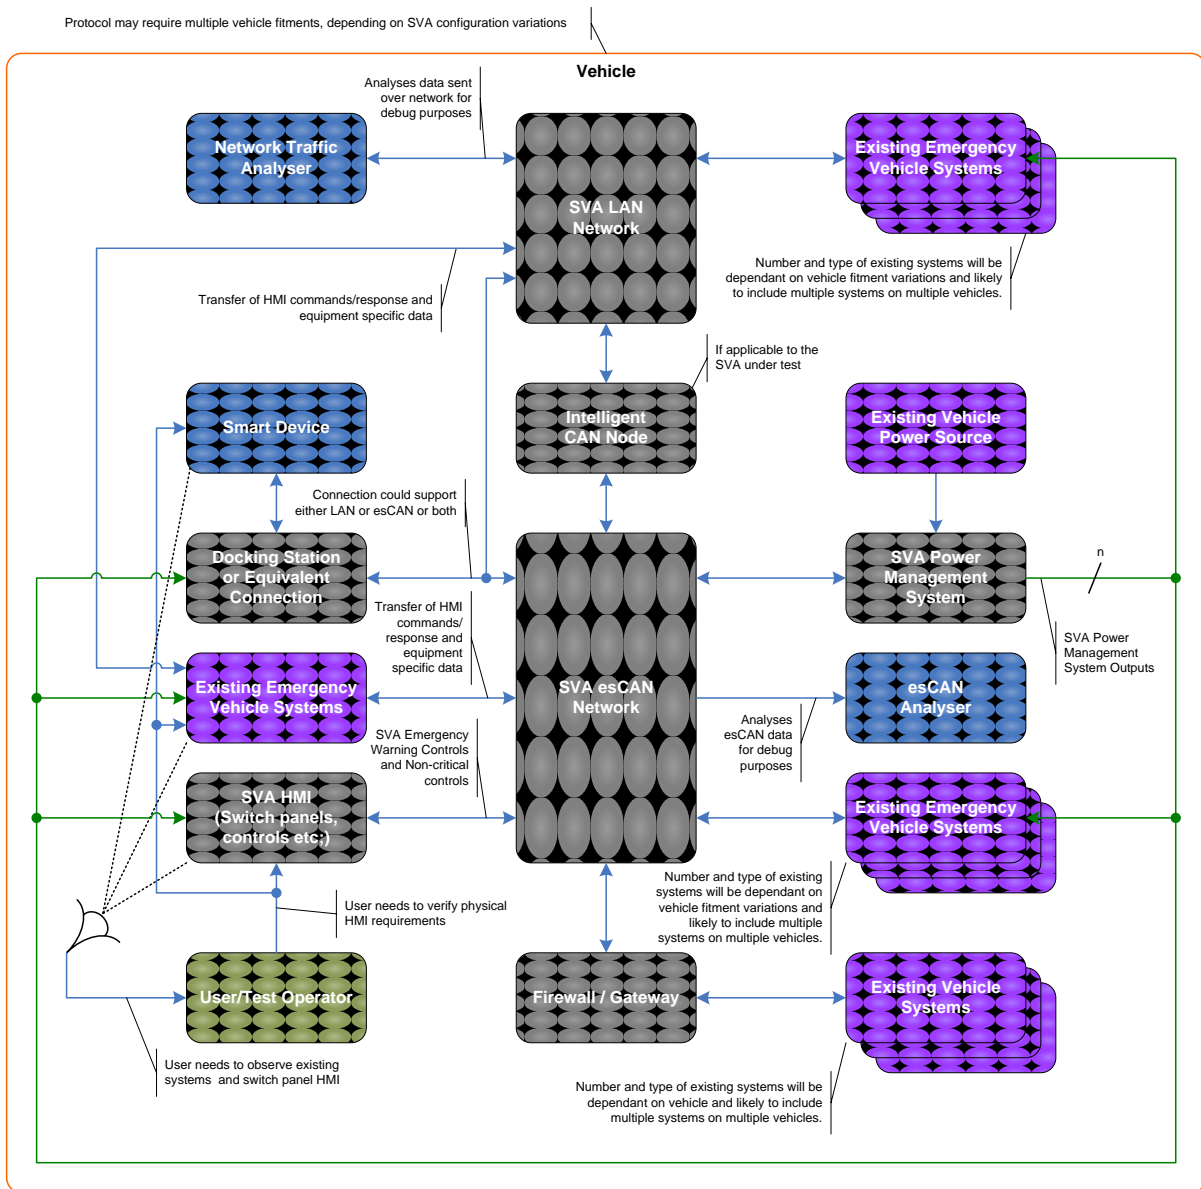 Protocol may require multiple vehicle fitments, depending on SVA configuration variations
Vehicle
Analyses data sent
over network for
debug purposes
Network Traffic
Analyser
SVA LAN
Network
Existing Emergency
Vehicle Systems
Number and type of existing systems will be
dependant on vehicle fitment variations and likely
to include multiple systems on multiple vehicles.
Transfer of HMI commands/response and
equipment specific data
If applicable to the
SVA under test
Smart Device
Intelligent
CAN Node
Existing Vehicle
Power Source
Connection could support
either LAN or esCAN or both
Docking Station
or Equivalent
Connection
SVA Power
Management
System
n
Transfer of HMI
commands/
response and
equipment
specific data
SVA Power
Management
System Outputs
Existing Emergency
Vehicle Systems
SVA esCAN
Network
esCAN
Analyser
SVA Emergency
Warning Controls
and Non-critical
controls
Analyses
esCAN data
for debug
purposes
SVA HMI
(Switch panels,
controls etc;)
Existing Emergency
Vehicle Systems
Number and type of existing
systems will be dependant on
vehicle fitment variations and
likely to include multiple
systems on multiple vehicles.
User needs to verify physical
HMI requirements
User/Test Operator
Firewall / Gateway
Existing Vehicle
Systems
User needs to observe existing
systems  and switch panel HMI
Number and type of existing systems will be
dependant on vehicle and likely to include
multiple systems on multiple vehicles.